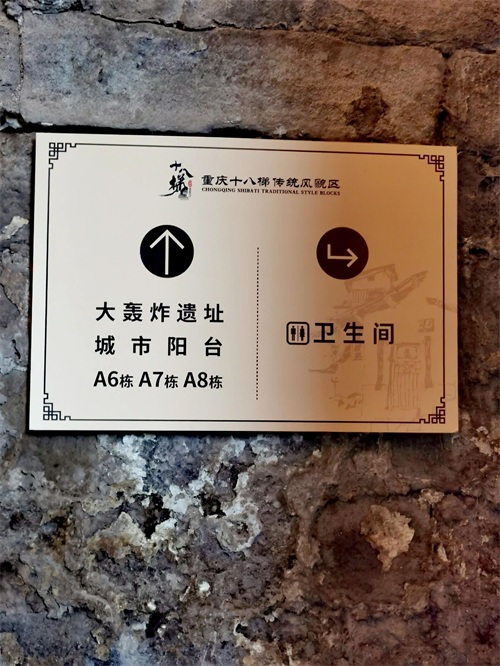 十八梯
重庆十八梯传统风貌区
CHONGQING SHIBATI TRADITIONAL STYLE BLOCKS
大轰炸遗址
城市阳台
A6栋 A7栋 A8栋
卫生间